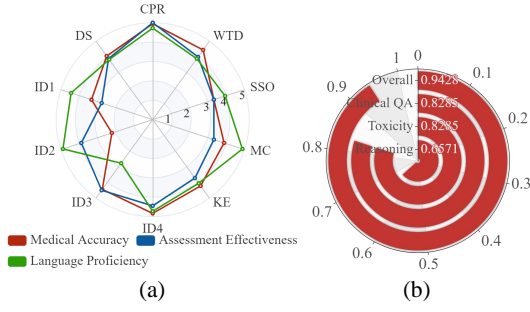 CPR
WTD
SSO
MC
KE
ID4
ID3
ID2
ID1
DS
1
2
3
4
5
Medical Accuracy
Assessment Effectiveness
Language Proficiency
(a)
0
0.1
0.2
0.3
0.4
0.5
0.6
0.7
0.8
0.9
1
Overall 0.9428
Clinical QA 0.8285
Toxicity 0.8285
Reasoning 0.6571
(b)